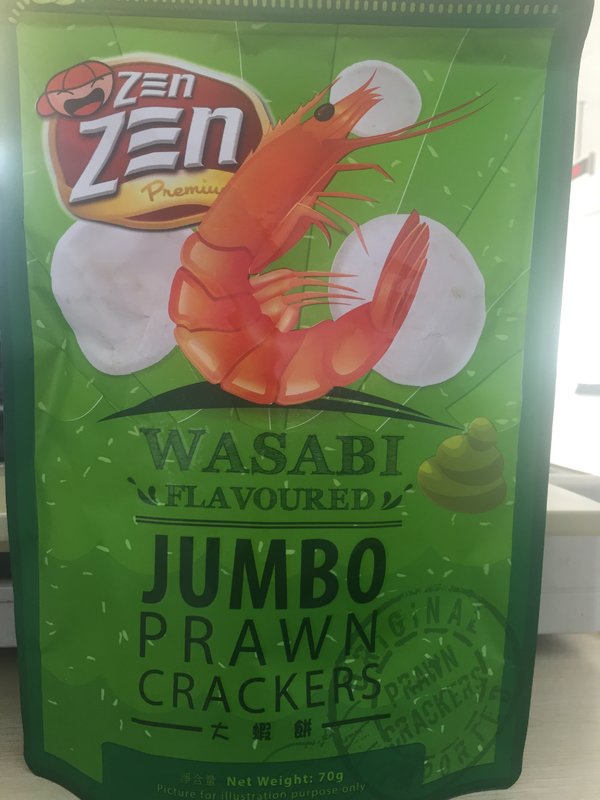 Zen
Zen
Premium
WASABI
FLAVOURED
JUMBO
PRAWN
CRACKERS
大蝦餅
ORIGINAL
PRAWN
CRACKERS
淨含量 Net Weight: 70g
Picture for illustration purpose only